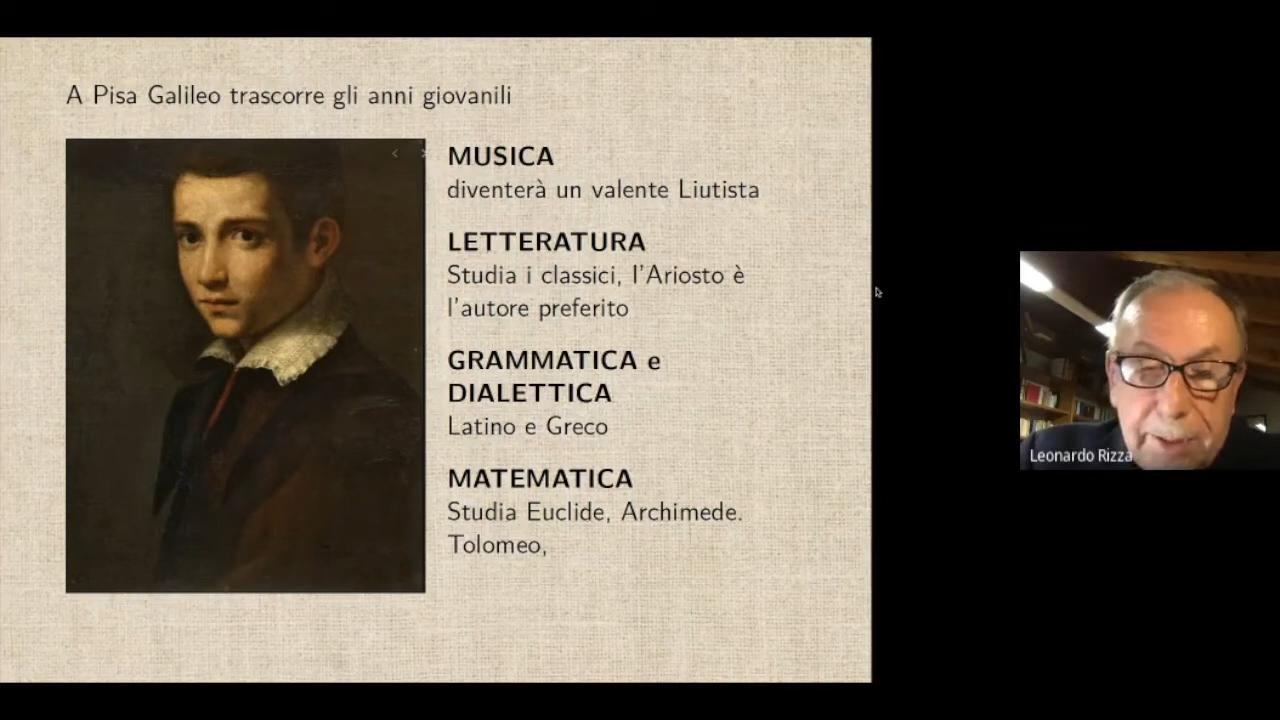 A Pisa Galileo trascorre gli anni giovanili
MUSICA
diventerà un valente Liutista
LETTERATURA
Studia i classici, l'Ariosto è
l'autore preferito
GRAMMATICA e
DIALETTICA
Latino e Greco
MATEMATICA
Studia Euclide, Archimede.
Tolomeo,
Leonardo Rizza